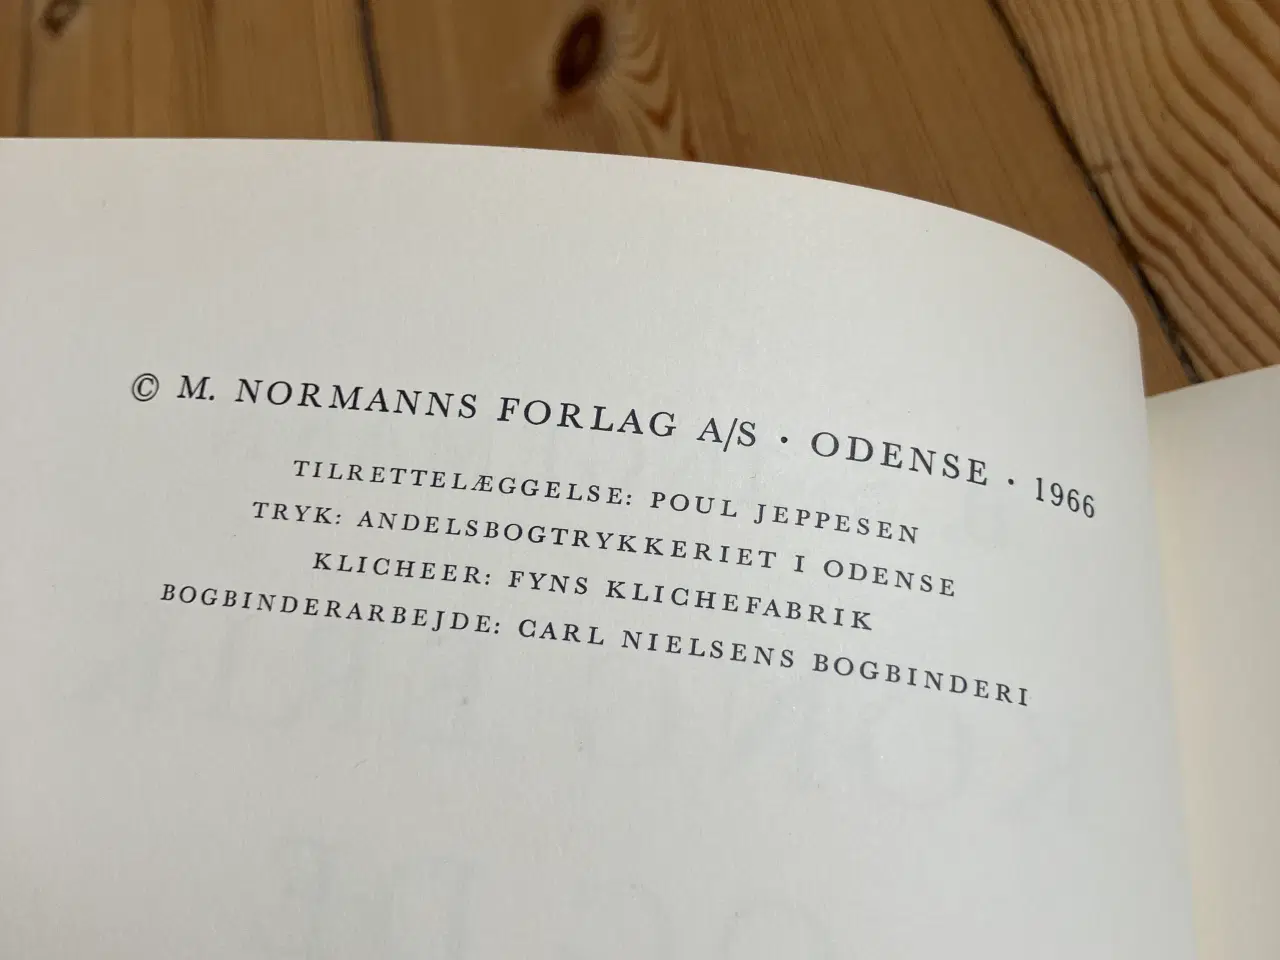 © M. NORMANNS FORLAG A/S · ODENSE · 1966
TILRETTELÆGGELSE: POUL JEPPESEN
TRYK: ANDELSBOGTRYKKERIET I ODENSE
KLICHEER: FYNS KLICHEFABRIK
BOGBINDERARBEJDE: CARL NIELSENS BOGBINDERI